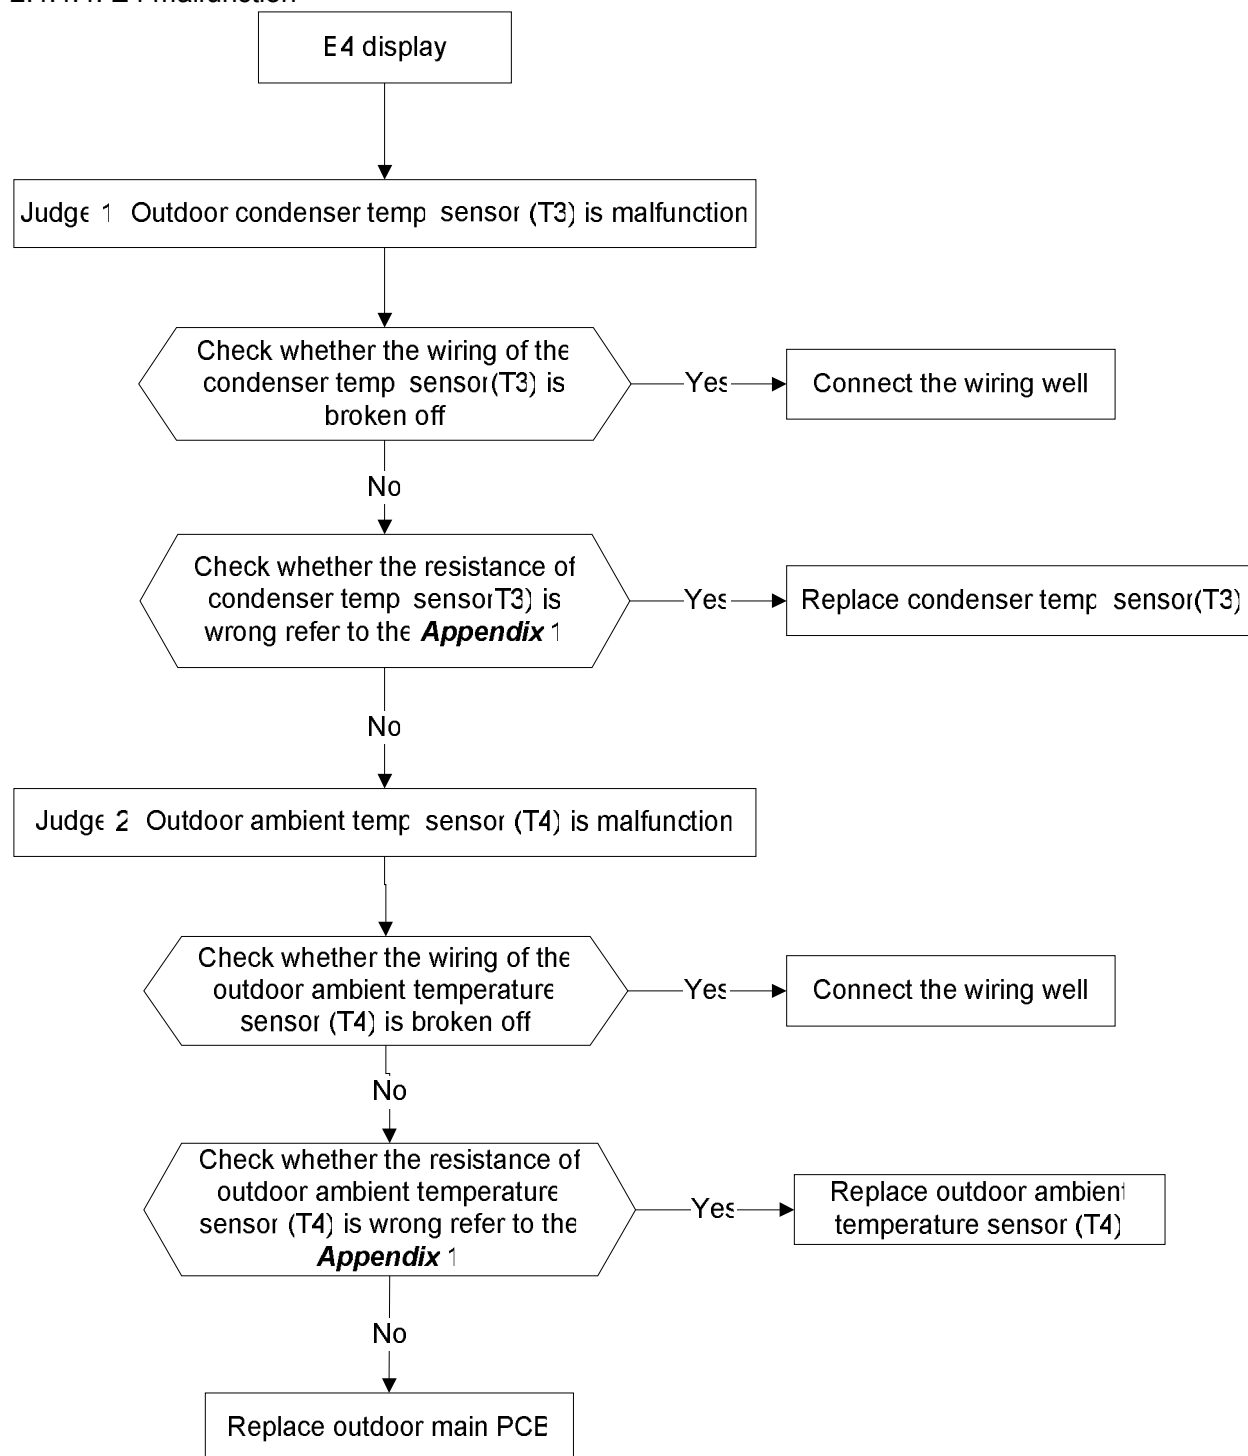 E4 display
Judge 1 Outdoor condenser temp sensor (T3) is malfunction
Check whether the wiring of the
condenser temp sensor(T3) is
broken off
Yes
Connect the wiring well
No
Check whether the resistance of
condenser temp sensorT3) is
wrong refer to the Appendix 1
Yes
Replace condenser temp sensor(T3)
No
Judge 2 Outdoor ambient temp sensor (T4) is malfunction
Check whether the wiring of the
outdoor ambient temperature
sensor (T4) is broken off
Yes
Connect the wiring well
No
Check whether the resistance of
outdoor ambient temperature
sensor (T4) is wrong refer to the
Appendix 1
Yes
Replace outdoor ambient
temperature sensor (T4)
No
Replace outdoor main PCB